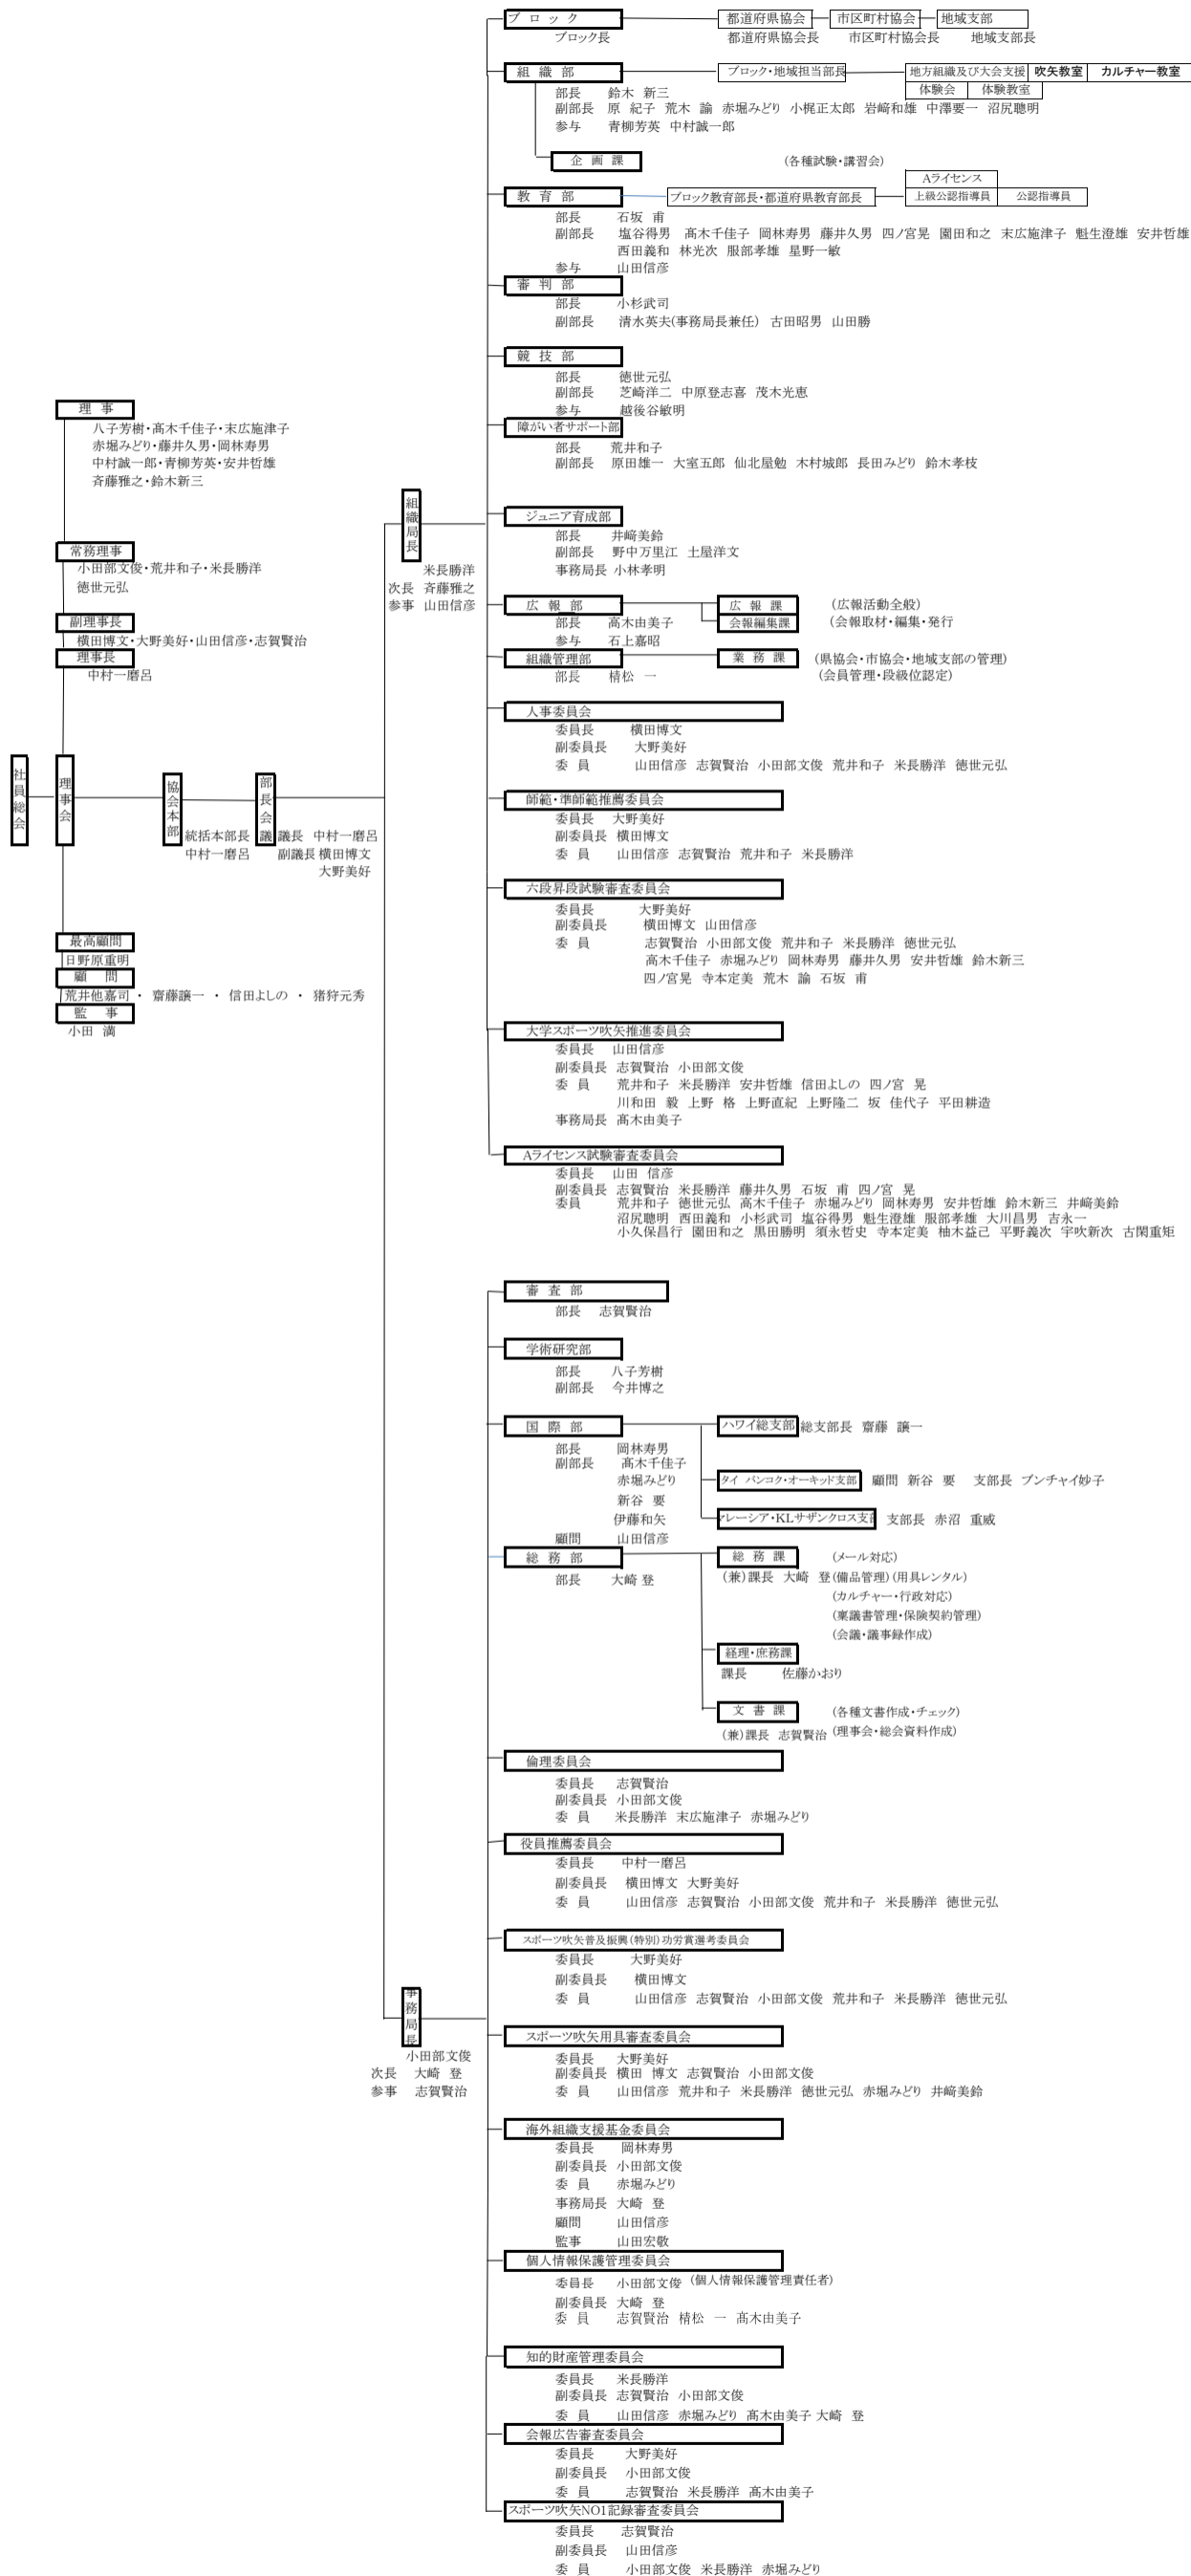 ブロック 都道府県協会 市区町村協会 地域支部
ブロック長 都道府県協会長 市区町村協会長 地域支部長
組織部 ブロック・地域担当部長 地方組織及び大会支援 吹矢教室 カルチャー教室
体験会 体験教室
部長 鈴木 新三
副部長 原 紀子 荒木 諭 赤堀みどり 小梶正太郎 岩﨑和雄 中澤要一 沼尻聰明
参与 青柳芳英 中村誠一郎
企画課 (各種試験・講習会)
Aライセンス
教育部 ブロック教育部長・都道府県教育部長 上級公認指導員 公認指導員
部長 石坂 甫
副部長 塩谷得男 髙木千佳子 岡林寿男 藤井久男 四ノ宮晃 園田和之 末広施津子 魁生澄雄 安井哲雄
西田義和 林光次 服部孝雄 星野一敏
参与 山田信彦
審判部
部長 小杉武司
副部長 清水英夫(事務局長兼任) 古田昭男 山田勝
競技部
部長 徳世元弘
副部長 芝崎洋二 中原登志喜 茂木光恵
参与 越後谷敏明
障がい者サポート部
部長 荒井和子
副部長 原田雄一 大室五郎 仙北屋勉 木村城郎 長田みどり 鈴木孝枝
ジュニア育成部
部長 井﨑美鈴
副部長 野中万里江 土屋洋文
事務局長 小林孝明
広報部 広報課 (広報活動全般)
部長 高木由美子 会報編集課 (会報取材・編集・発行
参与 石上嘉昭
組織管理部 業務課 (県協会・市協会・地域支部の管理)
部長 楕松 一 (会員管理・段級位認定)
人事委員会
委員長 横田博文
副委員長 大野美好
委員 山田信彦 志賀賢治 小田部文俊 荒井和子 米長勝洋 徳世元弘
師範・準師範推薦委員会
委員長 大野美好
副委員長 横田博文
委員 山田信彦 志賀賢治 荒井和子 米長勝洋
六段昇段試験審査委員会
委員長 大野美好
副委員長 横田博文 山田信彦
委員 志賀賢治 小田部文俊 荒井和子 米長勝洋 徳世元弘
高木千佳子 赤堀みどり 岡林寿男 藤井久男 安井哲雄 鈴木新三
四ノ宮晃 寺本定美 荒木 諭 石坂 甫
大学スポーツ吹矢推進委員会
委員長 山田信彦
副委員長 志賀賢治 小田部文俊
委員 荒井和子 米長勝洋 安井哲雄 信田よしの 四ノ宮 晃
川和田 毅 上野 格 上野直紀 上野隆二 坂 佳代子 平田耕造
事務局長 髙木由美子
Aライセンス試験審査委員会
委員長 山田 信彦
副委員長 志賀賢治 米長勝洋 藤井久男 石坂 甫 四ノ宮 晃
委員 荒井和子 徳世元弘 高木千佳子 赤堀みどり 岡林寿男 安井哲雄 鈴木新三 井﨑美鈴
沼尻聰明 西田義和 小杉武司 塩谷得男 魁生澄雄 服部孝雄 大川昌男 吉永一
小久保昌行 園田和之 黒田勝明 須永哲史 寺本定美 柚木益己 平野義次 宇吹新次 古閑重矩
理事
八子芳樹・髙木千佳子・末広施津子
赤堀みどり・藤井久男・岡林寿男
中村誠一郎・青柳芳英・安井哲雄
斉藤雅之・鈴木新三
常務理事
小田部文俊・荒井和子・米長勝洋
徳世元弘
副理事長
横田博文・大野美好・山田信彦・志賀賢治
理事長
中村一磨呂
社員総会
理事会
協会本部
統括本部長
中村一磨呂
部長会議
議長 中村一磨呂
副議長 横田博文
大野美好
最高顧問
日野原重明
顧問
荒井他嘉司 ・ 齋藤譲一 ・ 信田よしの ・ 猪狩元秀
監事
小田 満
組織局長
米長勝洋
次長 斉藤雅之
参事 山田信彦
審査部
部長 志賀賢治
学術研究部
部長 八子芳樹
副部長 今井博之
国際部 ハワイ総支部 総支部長 齋藤 譲一
部長 岡林寿男
副部長 髙木千佳子
赤堀みどり タイ バンコク・オーキッド支部 顧問 新谷 要 支部長 ブンチャイ妙子
新谷 要
伊藤和矢 マレーシア・KLサザンクロス支部 支部長 赤沼 重威
顧問 山田信彦
総務部 総務課 (メール対応)
部長 大崎 登 (兼)課長 大崎 登 (備品管理)(用具レンタル)
(カルチャー・行政対応)
(稟議書管理・保険契約管理)
(会議・議事録作成)
経理・庶務課
課長 佐藤かおり
文書課 (各種文書作成・チェック)
(兼)課長 志賀賢治 (理事会・総会資料作成)
倫理委員会
委員長 志賀賢治
副委員長 小田部文俊
委員 米長勝洋 末広施津子 赤堀みどり
役員推薦委員会
委員長 中村一磨呂
副委員長 横田博文 大野美好
委員 山田信彦 志賀賢治 小田部文俊 荒井和子 米長勝洋 徳世元弘
スポーツ吹矢普及振興(特別)功労賞選考委員会
委員長 大野美好
副委員長 横田博文
委員 山田信彦 志賀賢治 小田部文俊 荒井和子 米長勝洋 徳世元弘
事務局長
小田部文俊
次長 大崎 登
参事 志賀賢治
スポーツ吹矢用具審査委員会
委員長 大野美好
副委員長 横田 博文 志賀賢治 小田部文俊
委員 山田信彦 荒井和子 米長勝洋 徳世元弘 赤堀みどり 井﨑美鈴
海外組織支援基金委員会
委員長 岡林寿男
副委員長 小田部文俊
委員 赤堀みどり
事務局長 大崎 登
顧問 山田信彦
監事 山田宏敬
個人情報保護管理委員会
委員長 小田部文俊 (個人情報保護管理責任者)
副委員長 大崎 登
委員 志賀賢治 楕松 一 髙木由美子
知的財産管理委員会
委員長 米長勝洋
副委員長 志賀賢治 小田部文俊
委員 山田信彦 赤堀みどり 髙木由美子 大崎 登
会報広告審査委員会
委員長 大野美好
副委員長 小田部文俊
委員 志賀賢治 米長勝洋 髙木由美子
スポーツ吹矢NO1記録審査委員会
委員長 志賀賢治
副委員長 山田信彦
委員 小田部文俊 米長勝洋 赤堀みどり